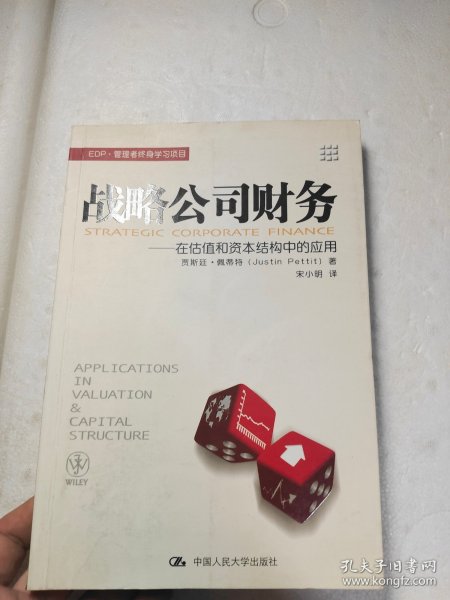 EDP·管理者终身学习项目
战略公司财务
STRATEGIC CORPORATE FINANCE
——在估值和资本结构中的应用
贾斯廷·佩蒂特（Justin Pettit）著
宋小明 译
APPLICATIONS
IN
VALUATION
&
CAPITAL
STRUCTURE
WILEY
中国人民大学出版社
孔夫子旧书网
www.kongfz.com